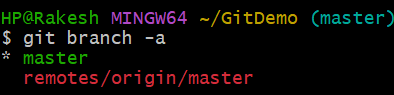 HP@Rakesh MINGW64 ~/GitDemo (master)
$ git branch -a
* master
  remotes/origin/master